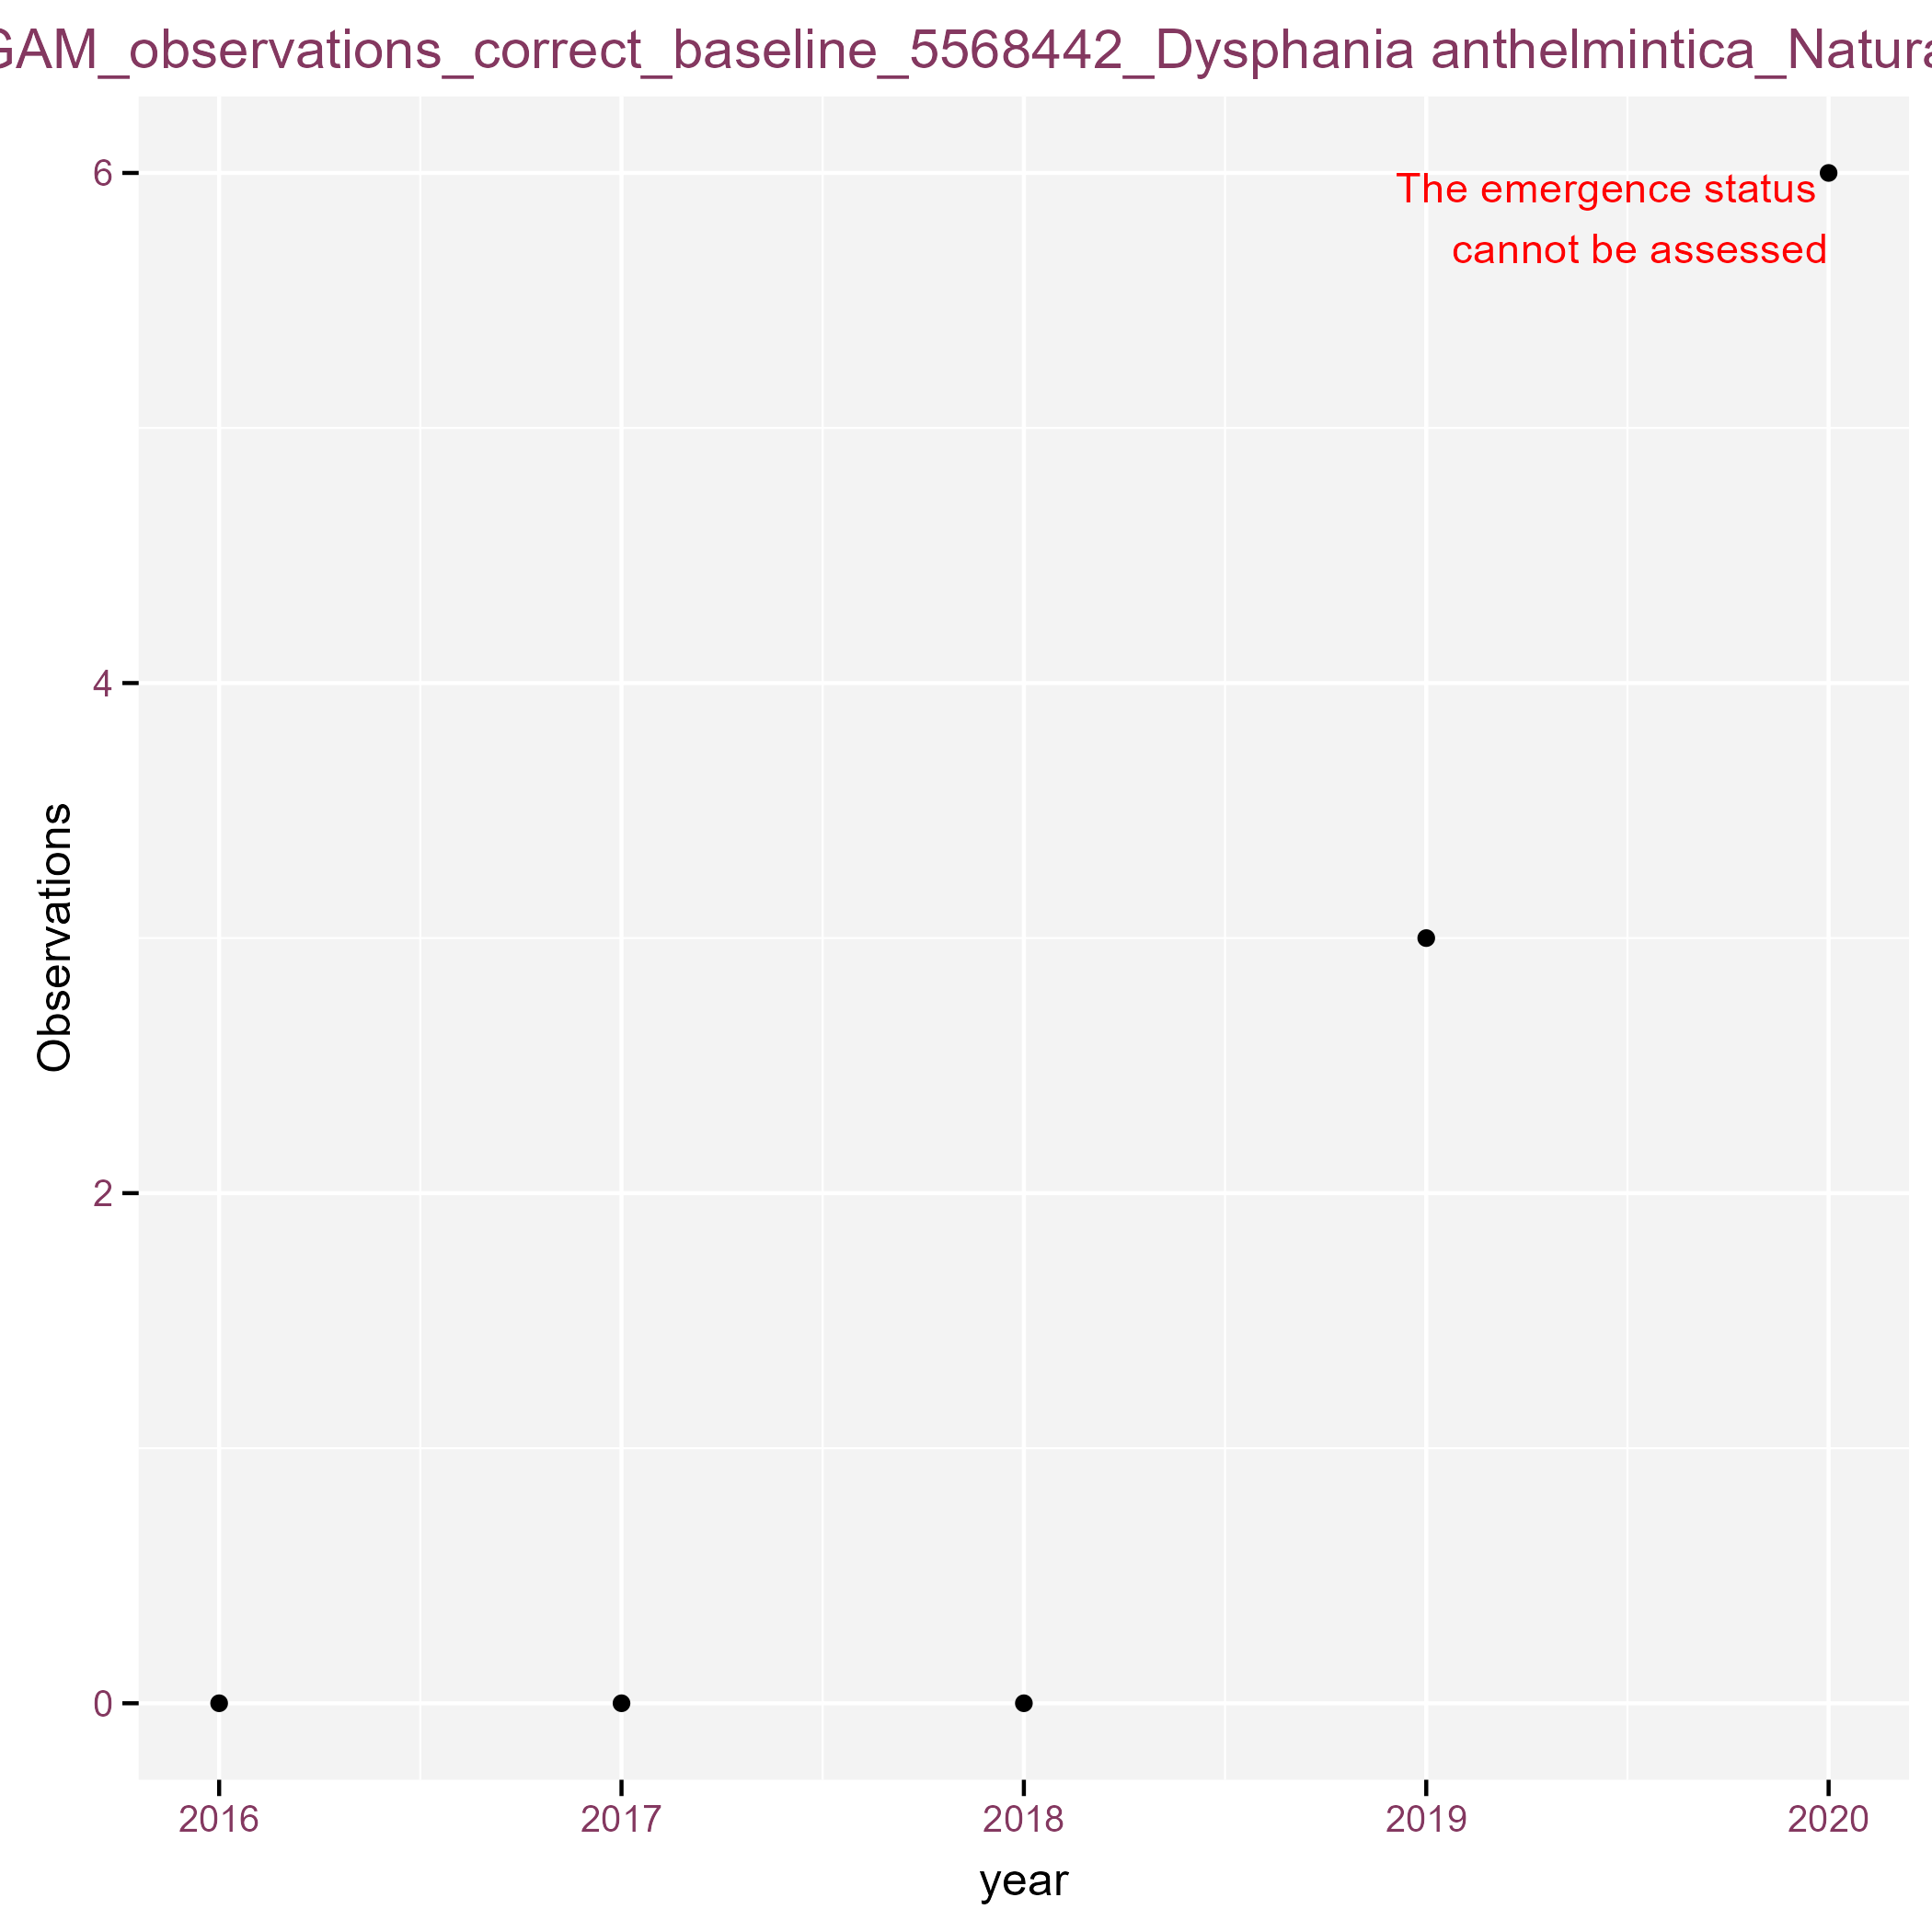 GAM_observations_correct_baseline_5568442_Dysphania anthelmintica_Natura
6
The emergence status
cannot be assessed
4
Observations
2
0
2016 2017 2018 2019 2020
year